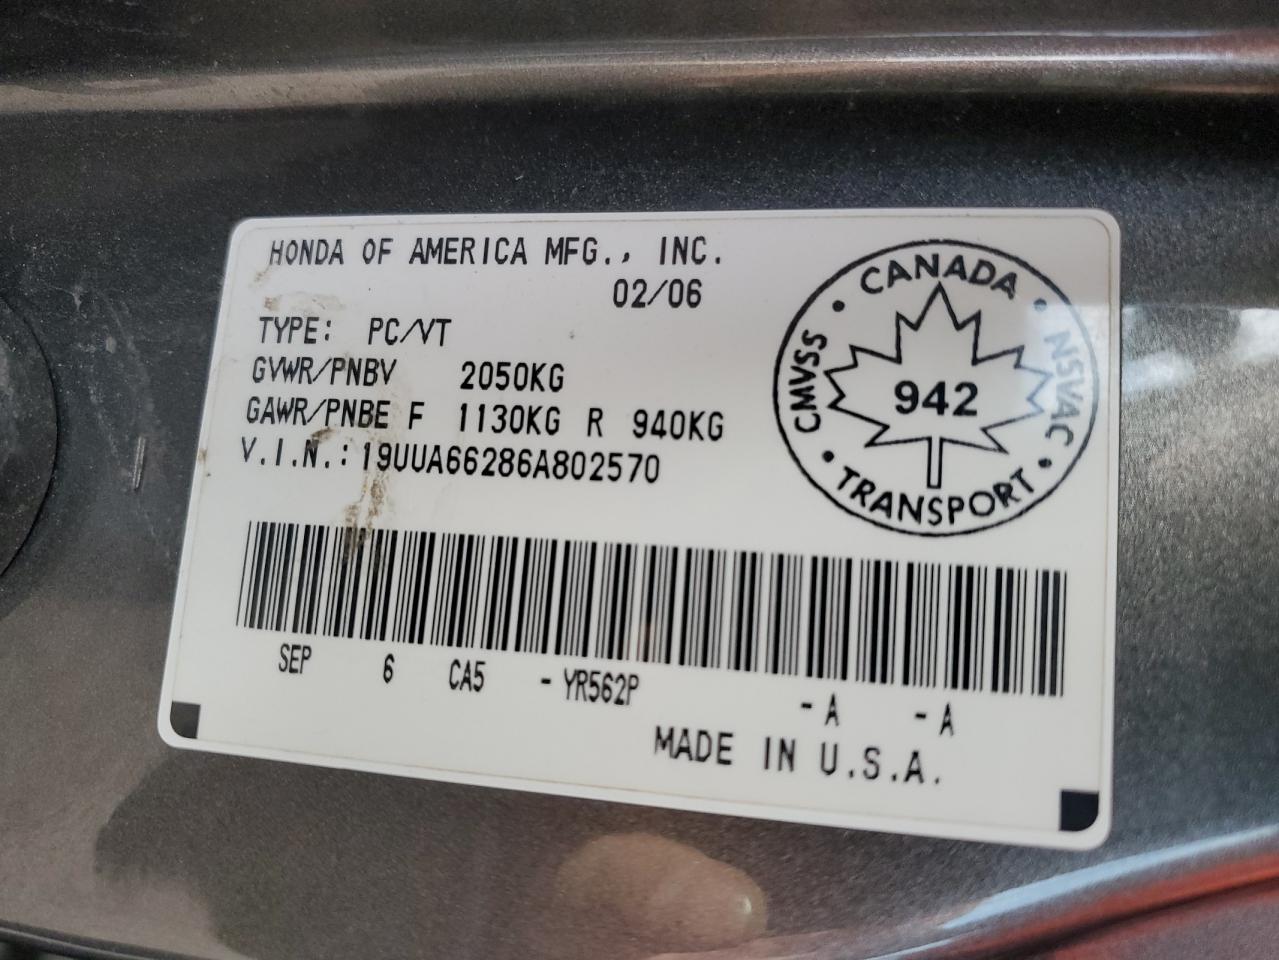 HONDA OF AMERICA MFG., INC.
02/06
TYPE: PC/VT
GVWR/PNBV 2050KG
GAWR/PNBE F 1130KG R 940KG
V.I.N.: 19UUA66286A802570
CANADA
CMVSS
NSVAC
942
TRANSPORT
SEP 6 CA5 - YR562P - A - A
MADE IN U.S.A.